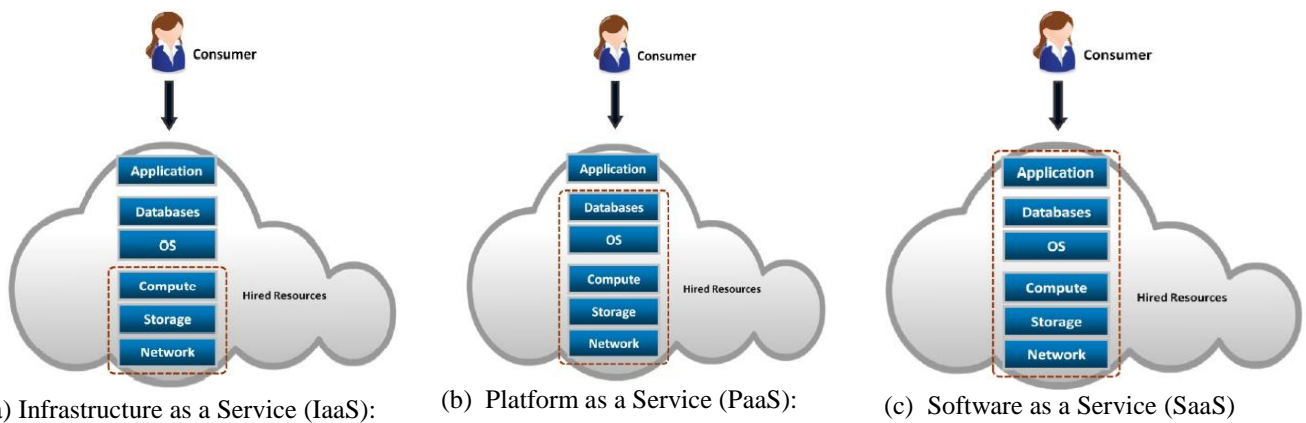 Consumer
Application
Databases
OS
Compute
Storage
Network
Hired Resources
a) Infrastructure as a Service (IaaS):
Consumer
Application
Databases
OS
Compute
Storage
Network
Hired Resources
(b) Platform as a Service (PaaS):
Consumer
Application
Databases
OS
Compute
Storage
Network
Hired Resources
(c) Software as a Service (SaaS)